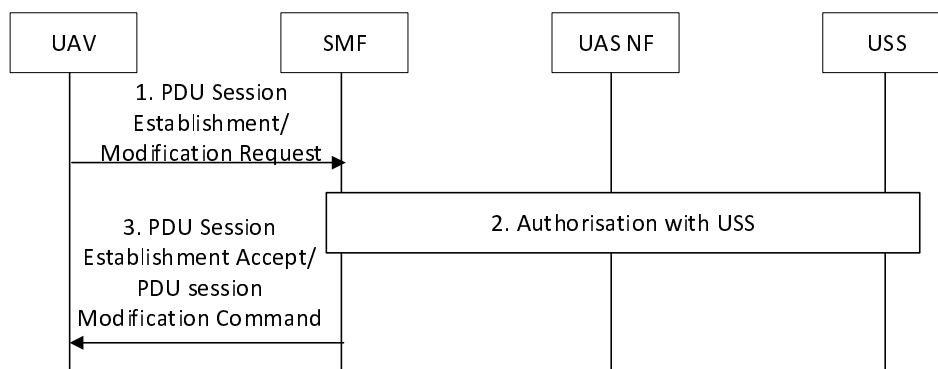 UAV
SMF
UAS NF
USS
1. PDU Session
Establishment/
Modification Request
2. Authorisation with USS
3. PDU Session
Establishment Accept/
PDU session
Modification Command